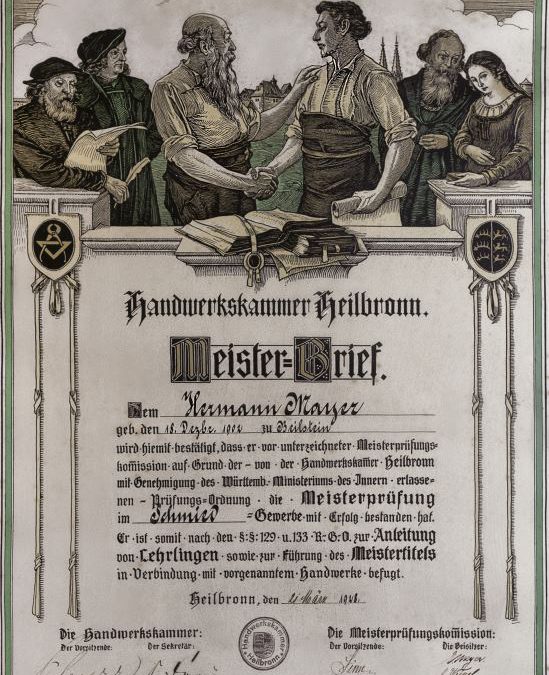 Handwerkskammer Heilbronn.
Meister=Brief.
Dem Hermann Mayer
geb. den 18. Dezbr. 1902 zu Beilstein
wird hiemit bestätigt, dass er vor unterzeichneter Meisterprüfungs-
komission auf Grund der - von der Handwerkskamer Heilbronn
mit Genehmigung des Württemb. Ministeriums des Innern erlasse-
nen - Prüfungs=Ordnung die Meisterprüfung
im Schmied =Gewerbe mit Erfolg bestanden hat.
Er ist somit nach den §:§: 129 u. 133 R.G.O. zur Anleitung
von Lehrlingen sowie zur Führung des Meistertitels
in Verbindung mit vorgenanntem Handwerke befugt.
Heilbronn, den März
Die Handwerkskammer:
Der Vorsitzende: Der Sekretär:
Handwerkskammer Heilbronn
Die Meisterprüfungskomission:
Der Vorsitzende: Die Beisitzer: